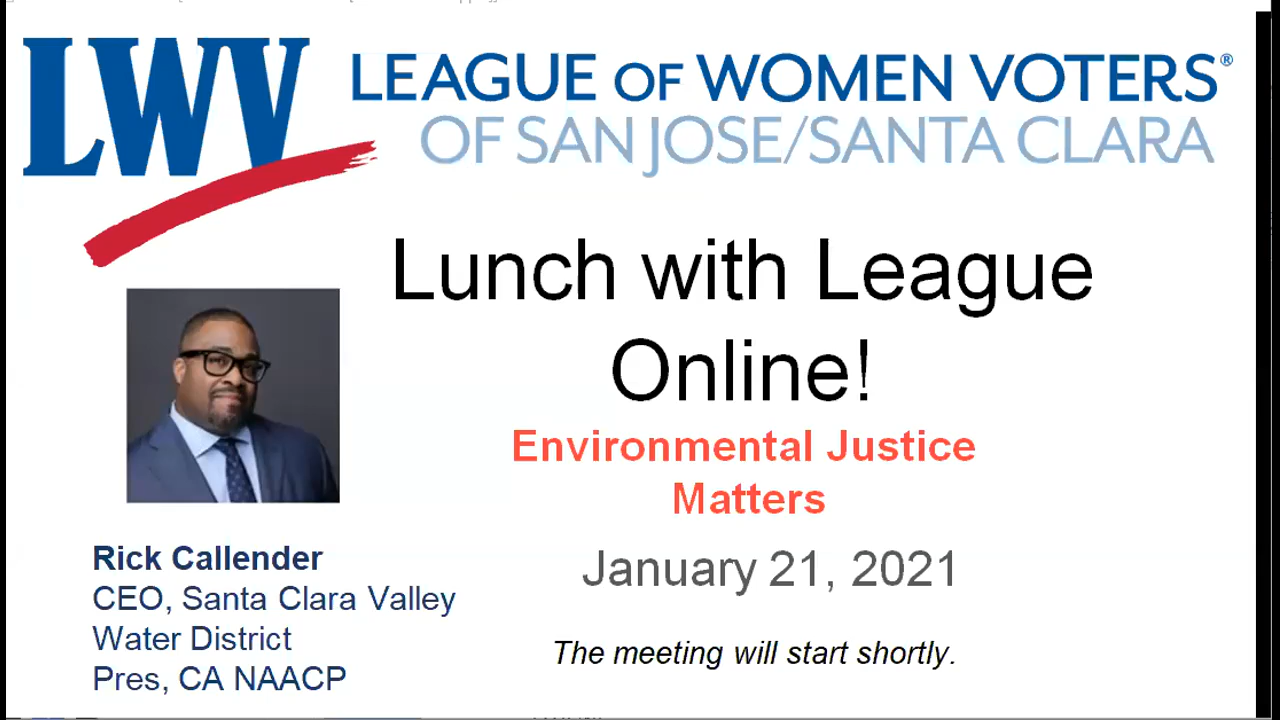 LWV
LEAGUE OF WOMEN VOTERS®
OF SAN JOSE/SANTA CLARA
Lunch with League
Online!
Environmental Justice
Matters
January 21, 2021
The meeting will start shortly.
Rick Callender
CEO, Santa Clara Valley
Water District
Pres, CA NAACP